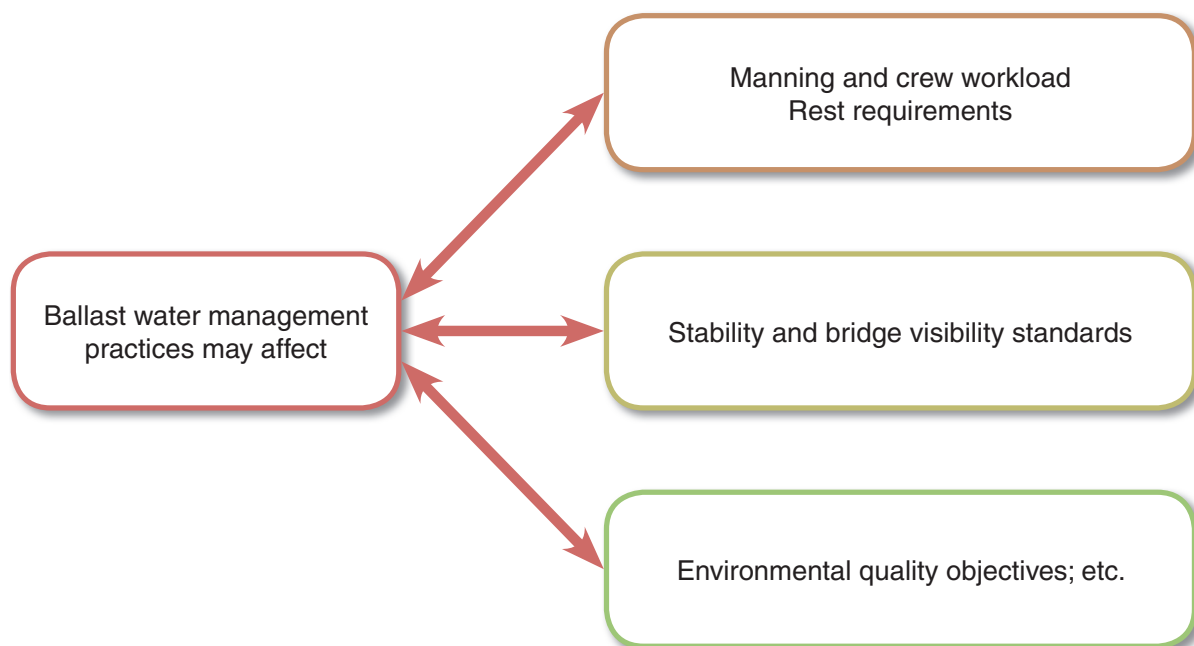 Manning and crew workload
Rest requirements
Ballast water management
practices may affect
Stability and bridge visibility standards
Environmental quality objectives; etc.